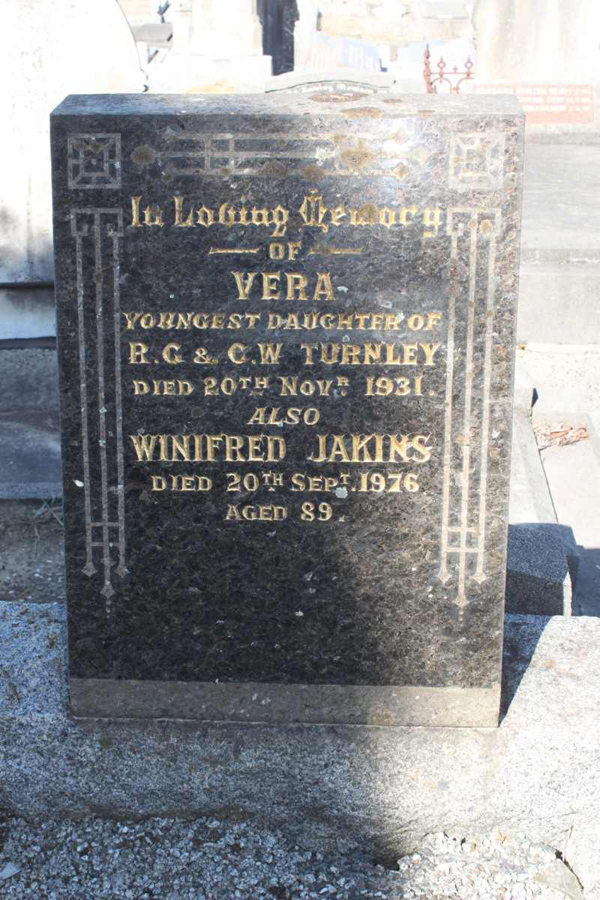 In Loving Memory
OF
VERA
YOUNGEST DAUGHTER OF
R.G & C.W TURNLEY
DIED 20TH NOVR 1931.
ALSO
WINIFRED JAKINS
DIED 20TH SEPT. 1976
AGED 89.